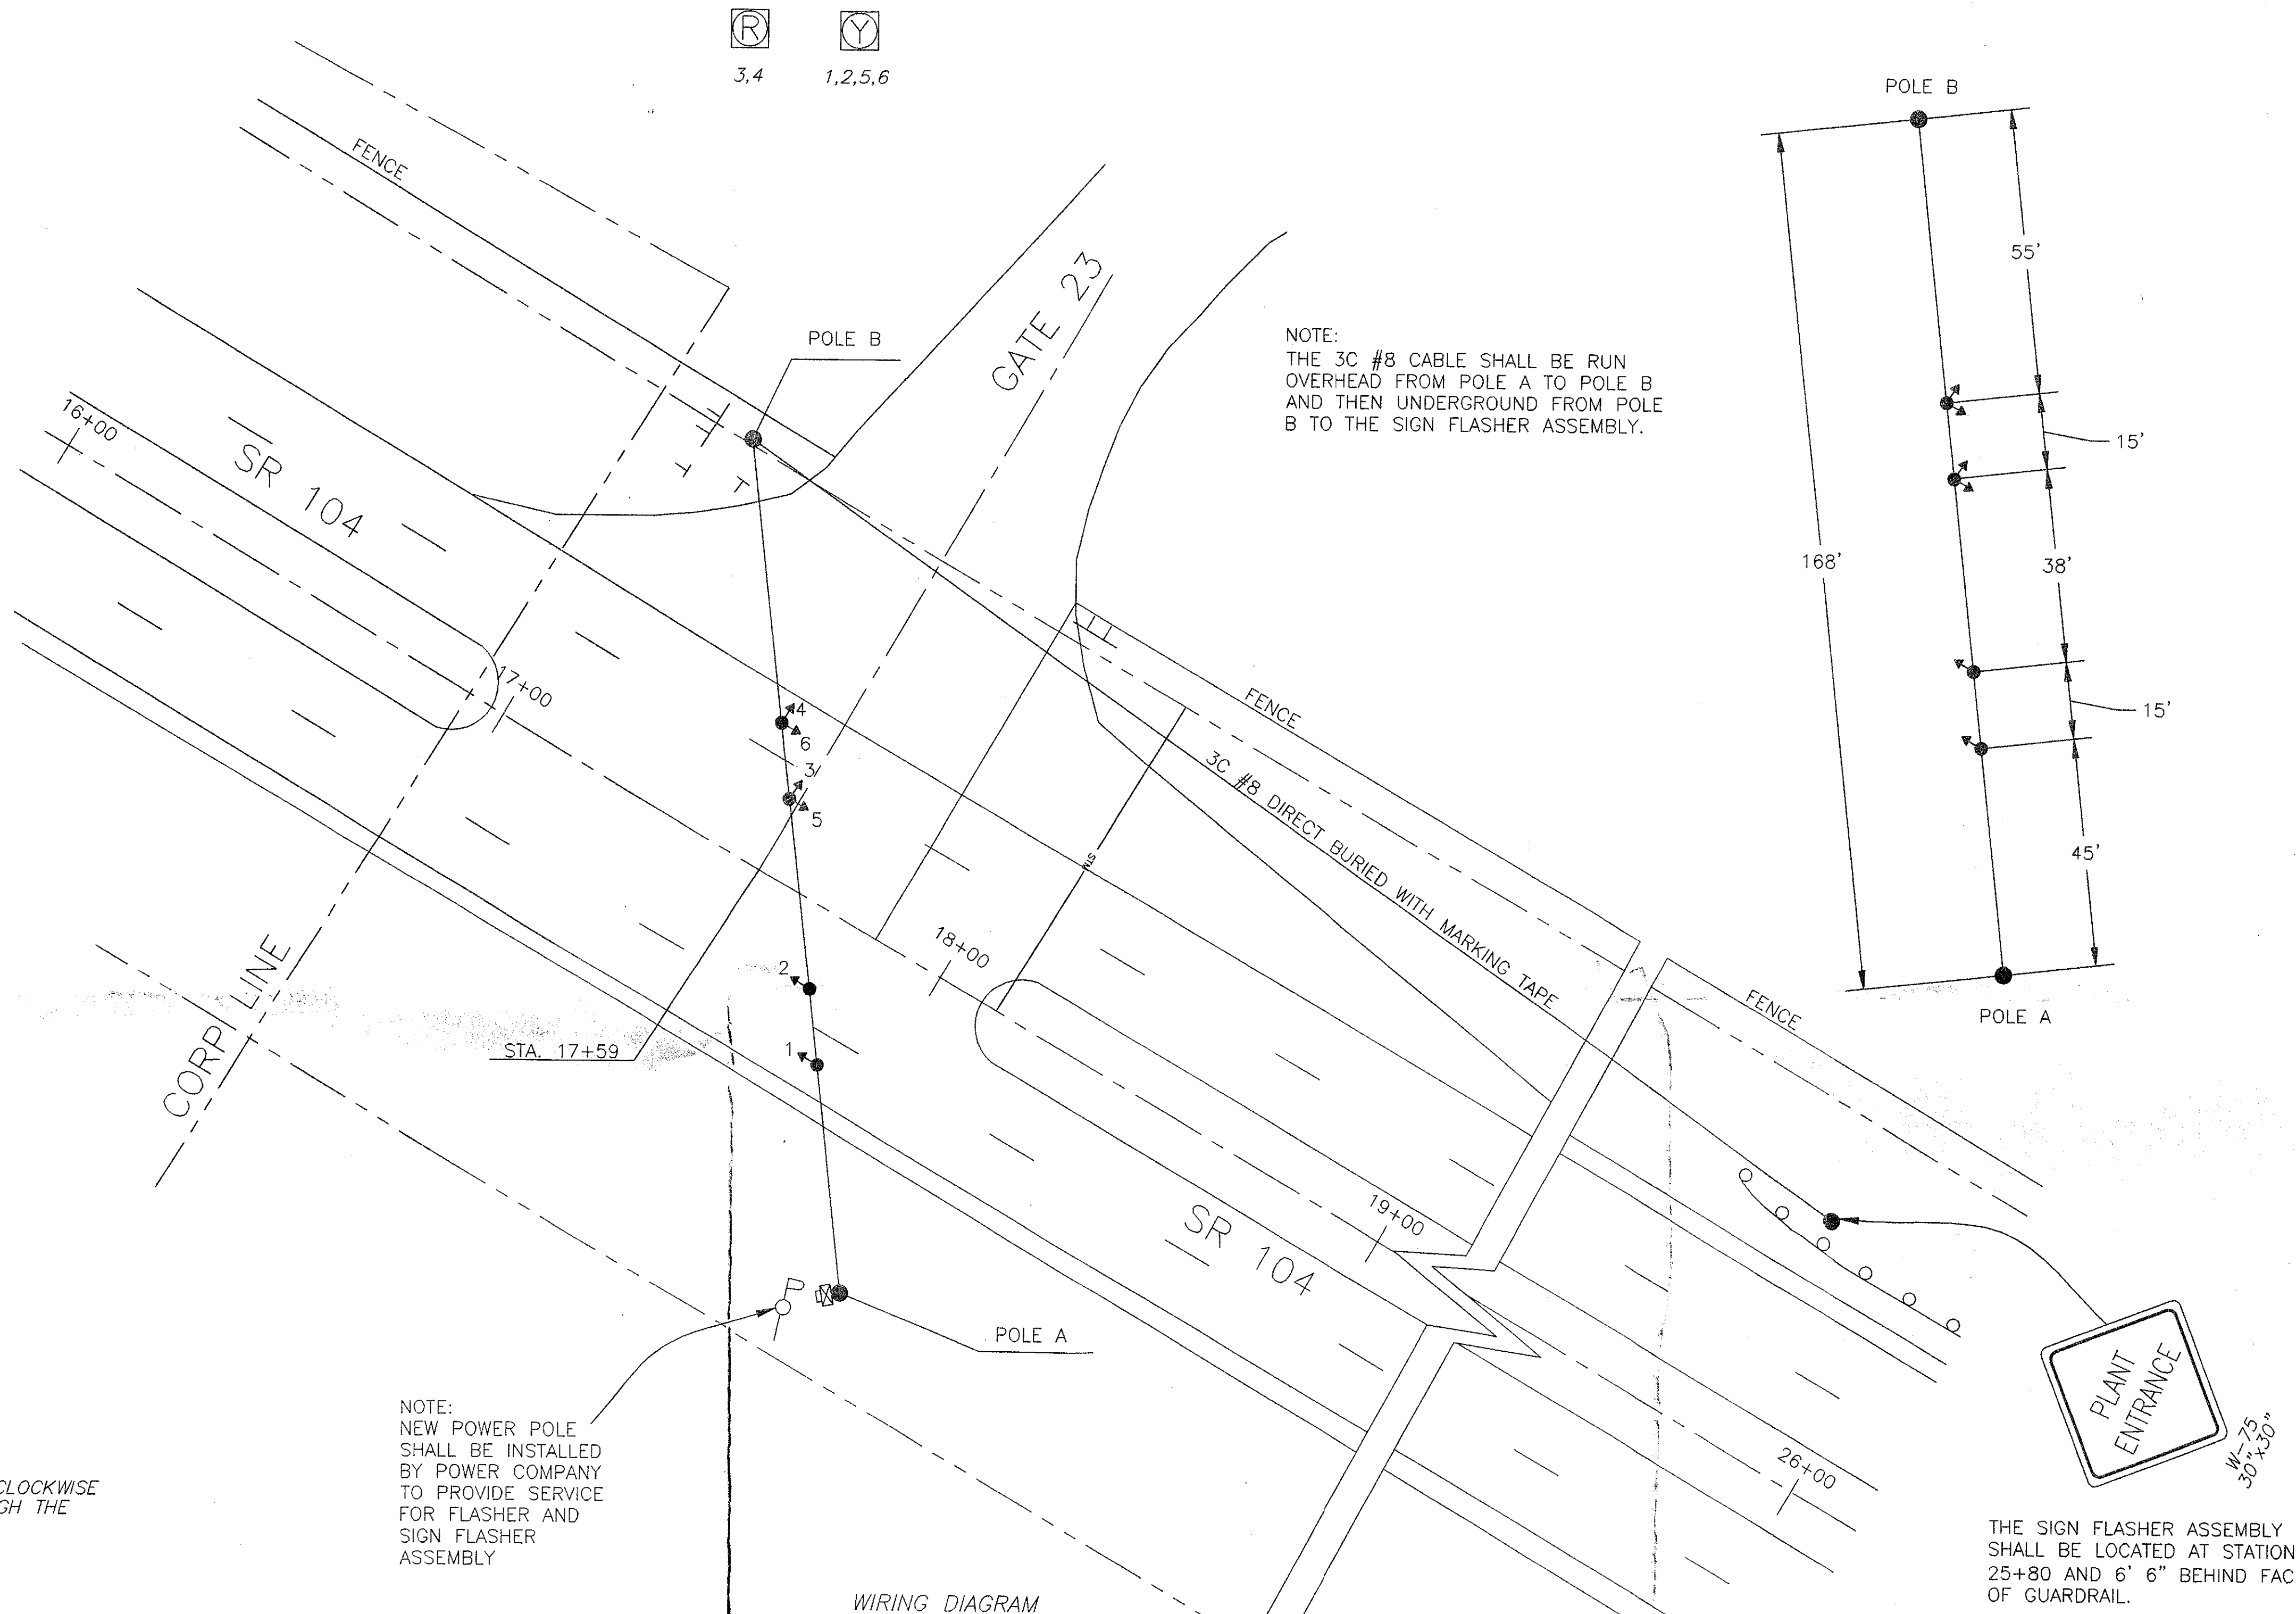 R Y
3,4 1,2,5,6
POLE B
FENCE
55'
POLE B
GATE 23
NOTE:
THE 3C #8 CABLE SHALL BE RUN
OVERHEAD FROM POLE A TO POLE B
AND THEN UNDERGROUND FROM POLE
B TO THE SIGN FLASHER ASSEMBLY.
16+00
SR 104
15'
168'
38'
17+00
4
6
3
5
FENCE
15'
3C #8 DIRECT BURIED WITH MARKING TAPE
45'
18+00
2
1
CORP LINE
STA. 17+59
FENCE
POLE A
SR 104
19+00
P
POLE A
PLANT
ENTRANCE
W-75
30"x30"
NOTE:
NEW POWER POLE
SHALL BE INSTALLED
BY POWER COMPANY
TO PROVIDE SERVICE
FOR FLASHER AND
SIGN FLASHER
ASSEMBLY
26+00
CLOCKWISE
GH THE
THE SIGN FLASHER ASSEMBLY
SHALL BE LOCATED AT STATION
25+80 AND 6' 6" BEHIND FAC
OF GUARDRAIL.
WIRING DIAGRAM